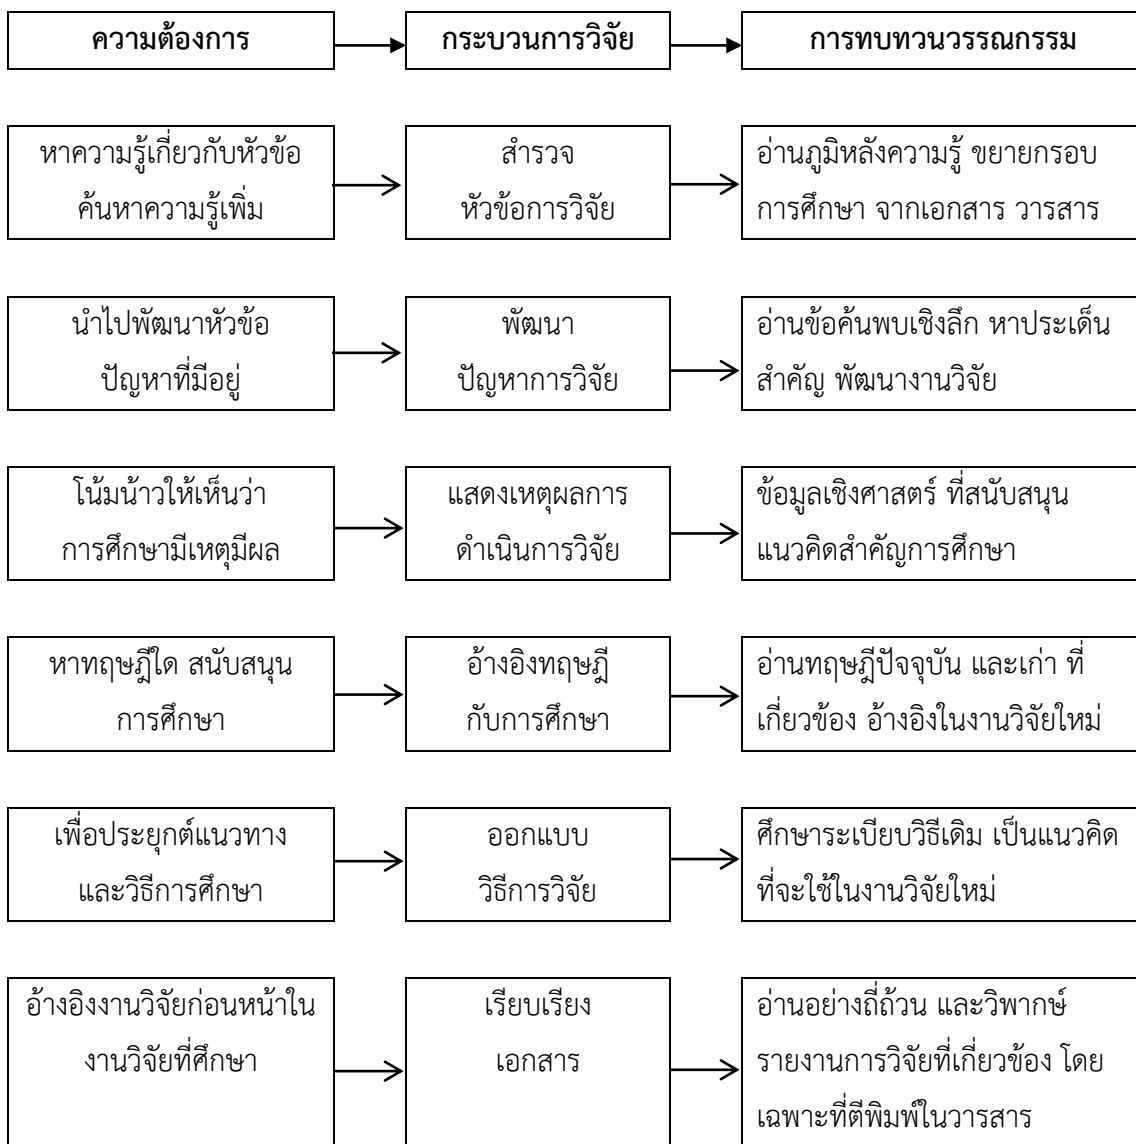 ความต้องการ
กระบวนการวิจัย
การทบทวนวรรณกรรม
หาความรู้เกี่ยวกับหัวข้อ
ค้นหาความรู้เพิ่ม
สำรวจ
หัวข้อการวิจัย
อ่านภูมิหลังความรู้ ขยายกรอบ
การศึกษา จากเอกสาร วารสาร
นำไปพัฒนาหัวข้อ
ปัญหาที่มีอยู่
พัฒนา
ปัญหาการวิจัย
อ่านข้อค้นพบเชิงลึก หาประเด็น
สำคัญ พัฒนางานวิจัย
โน้มน้าวให้เห็นว่า
การศึกษามีเหตุมีผล
แสดงเหตุผลการ
ดำเนินการวิจัย
ข้อมูลเชิงศาสตร์ ที่สนับสนุน
แนวคิดสำคัญการศึกษา
หาทฤษฎีใด สนับสนุน
การศึกษา
อ้างอิงทฤษฎี
กับการศึกษา
อ่านทฤษฎีปัจจุบัน และเก่า ที่
เกี่ยวข้อง อ้างอิงในงานวิจัยใหม่
เพื่อประยุกต์แนวทาง
และวิธีการศึกษา
ออกแบบ
วิธีการวิจัย
ศึกษาระเบียบวิธีเดิม เป็นแนวคิด
ที่จะใช้ในงานวิจัยใหม่
อ้างอิงงานวิจัยก่อนหน้าใน
งานวิจัยที่ศึกษา
เรียบเรียง
เอกสาร
อ่านอย่างถี่ถ้วน และวิพากษ์
รายงานการวิจัยที่เกี่ยวข้อง โดย
เฉพาะที่ตีพิมพ์ในวารสาร